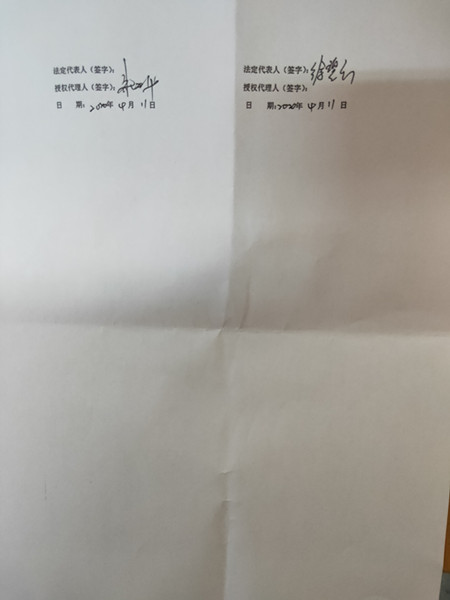 法定代表人（签字）：
授权代理人（签字）：
日 期：2020年 4月 11日
法定代表人（签字）：
授权代理人（签字）：
日 期：2020年 4月 11日